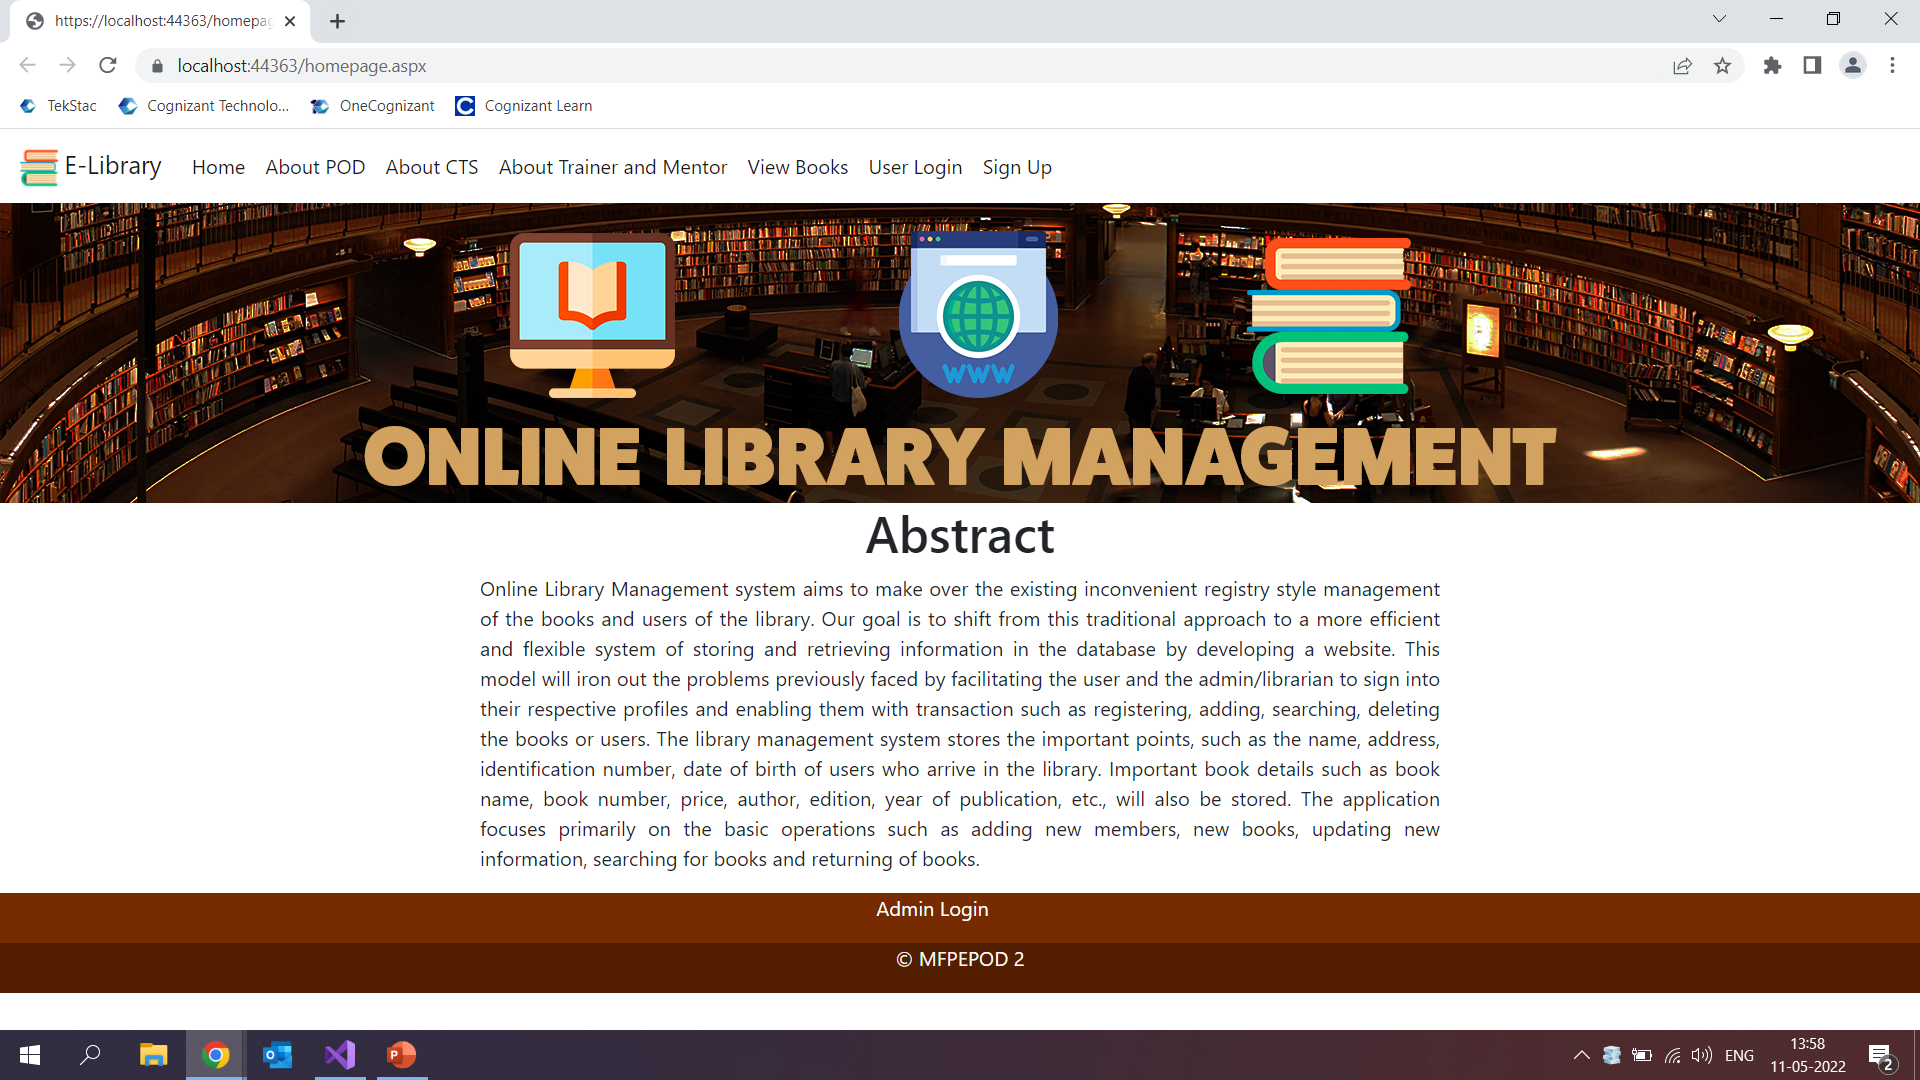 https://localhost:44363/homepag
localhost:44363/homepage.aspx
TekStac
Cognizant Technolo...
OneCognizant
Cognizant Learn
E-Library
Home
About POD
About CTS
About Trainer and Mentor
View Books
User Login
Sign Up
WWW
ONLINE LIBRARY MANAGEMENT
Abstract
Online Library Management system aims to make over the existing inconvenient registry style management
of the books and users of the library. Our goal is to shift from this traditional approach to a more efficient
and flexible system of storing and retrieving information in the database by developing a website. This
model will iron out the problems previously faced by facilitating the user and the admin/librarian to sign into
their respective profiles and enabling them with transaction such as registering, adding, searching, deleting
the books or users. The library management system stores the important points, such as the name, address,
identification number, date of birth of users who arrive in the library. Important book details such as book
name, book number, price, author, edition, year of publication, etc., will also be stored. The application
focuses primarily on the basic operations such as adding new members, new books, updating new
information, searching for books and returning of books.
Admin Login
© MFPEPOD 2
ENG
13:58
11-05-2022
2